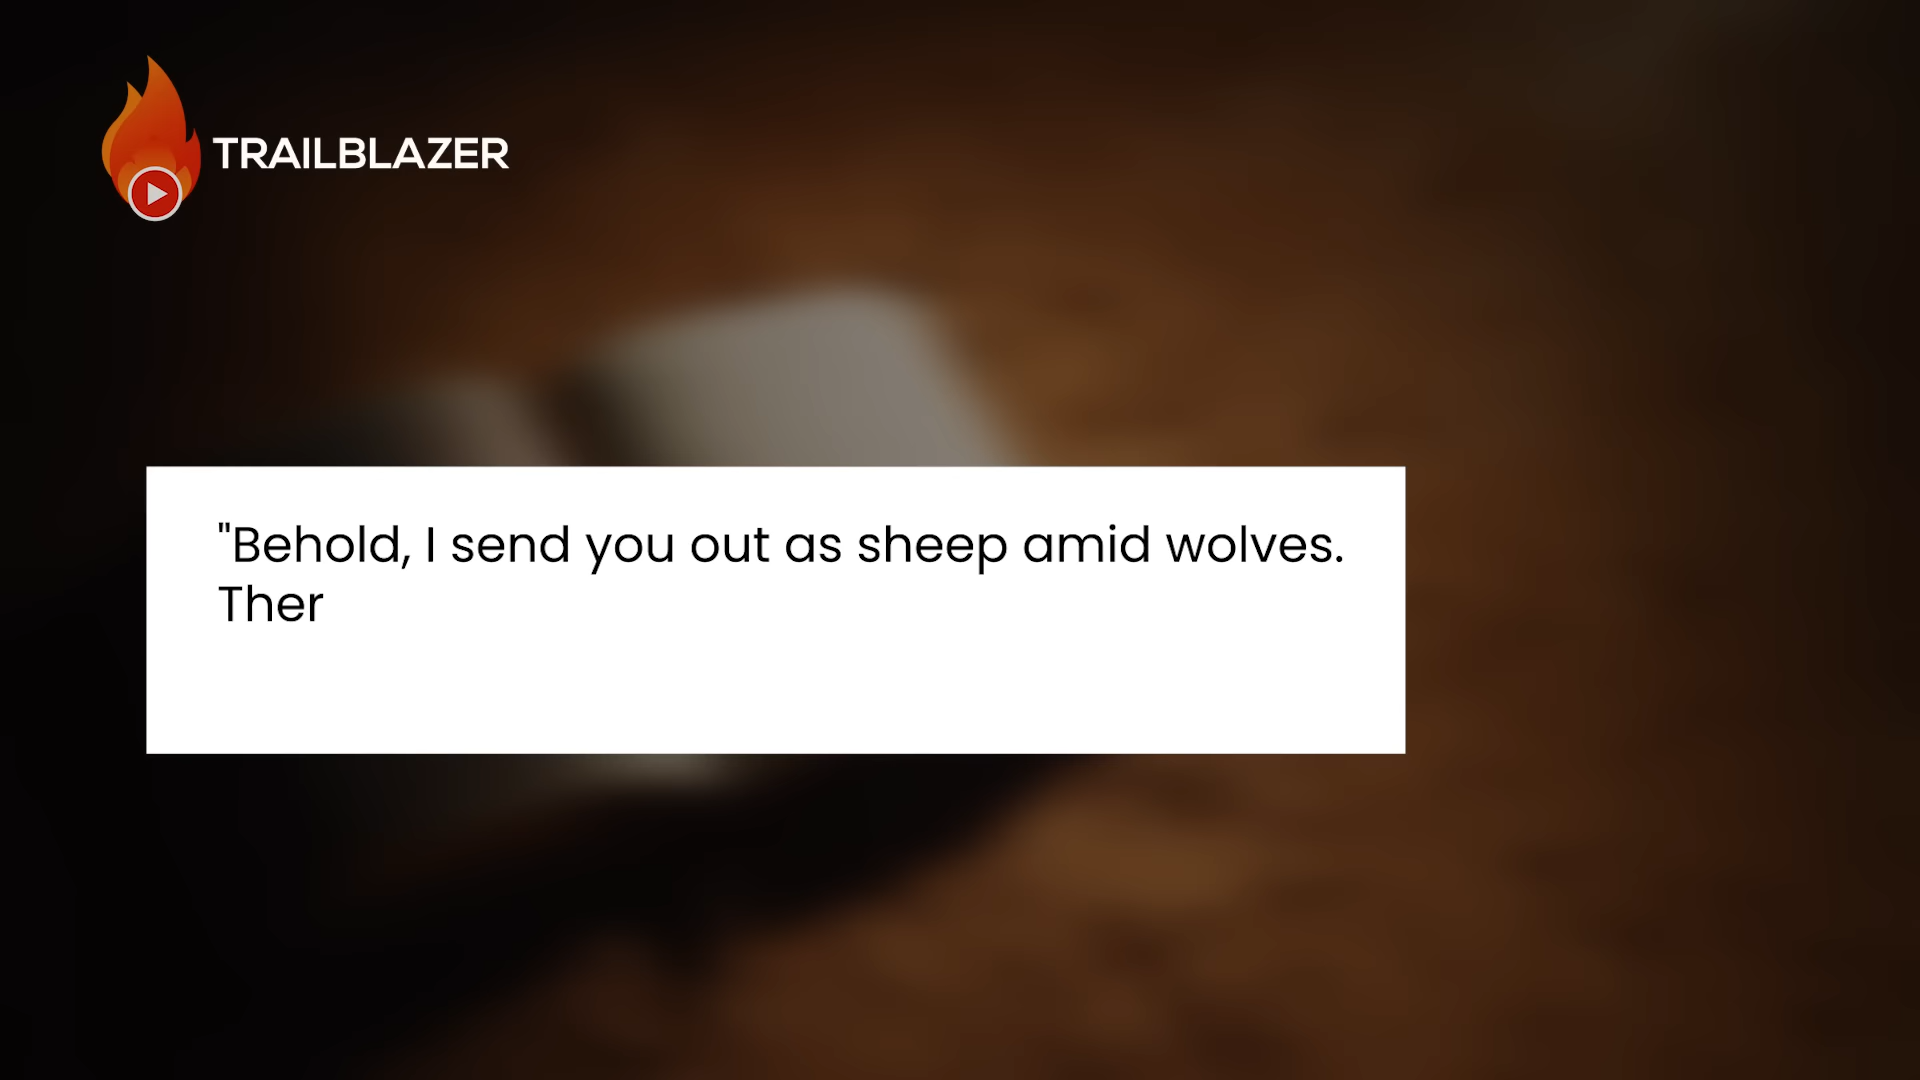 TRAILBLAZER
"Behold, I send you out as sheep amid wolves.
Ther